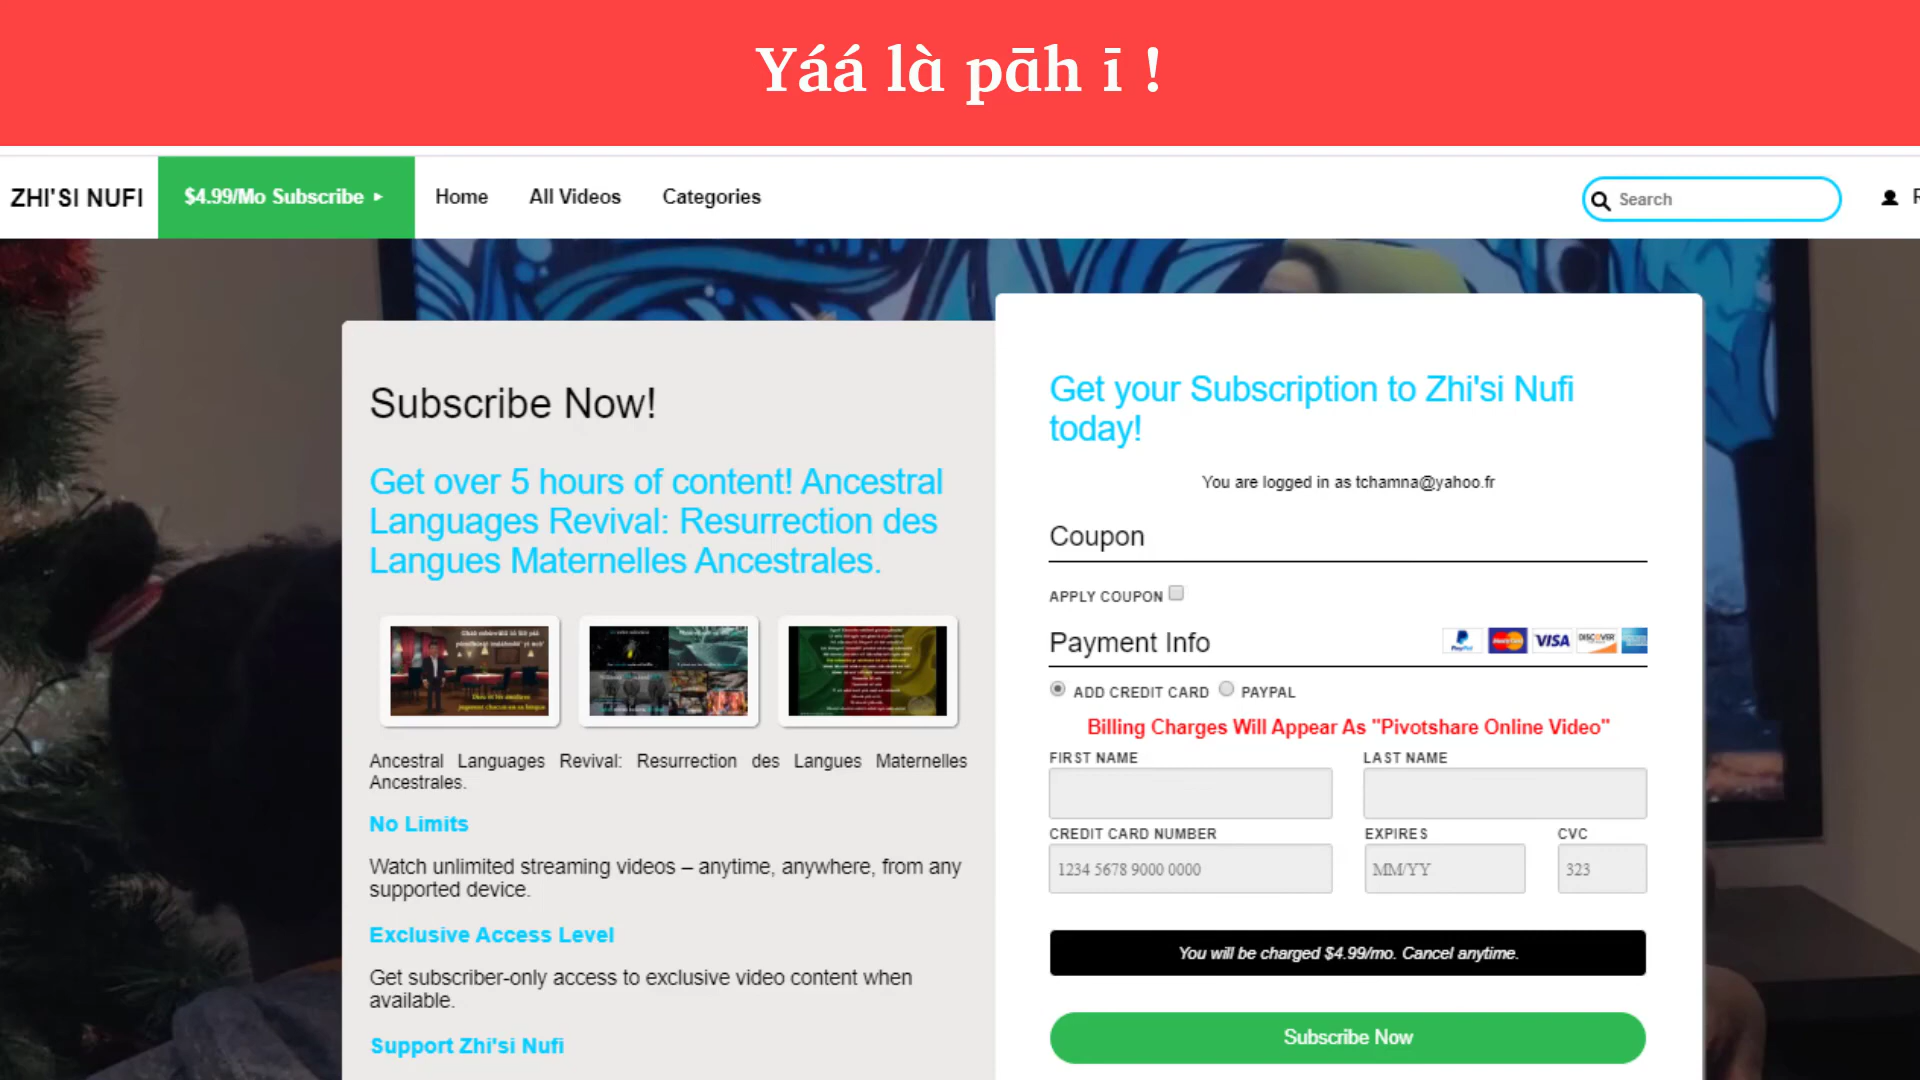 Yáá là pāh ī !
ZHI'SI NUFI
$4.99/Mo Subscribe ▸
Home
All Videos
Categories
Search
Subscribe Now!
Get over 5 hours of content! Ancestral
Languages Revival: Resurrection des
Langues Maternelles Ancestrales.
Ancestral Languages Revival: Resurrection des Langues Maternelles
Ancestrales.
No Limits
Watch unlimited streaming videos – anytime, anywhere, from any
supported device.
Exclusive Access Level
Get subscriber-only access to exclusive video content when
available.
Support Zhi'si Nufi
Get your Subscription to Zhi'si Nufi
today!
You are logged in as tchamna@yahoo.fr
Coupon
APPLY COUPON
Payment Info
PayPal
MasterCard
VISA
DISCOVER
ADD CREDIT CARD
PAYPAL
Billing Charges Will Appear As "Pivotshare Online Video"
FIRST NAME
LAST NAME
CREDIT CARD NUMBER
EXPIRES
CVC
1234 5678 9000 0000
MM/YY
323
You will be charged $4.99/mo. Cancel anytime.
Subscribe Now